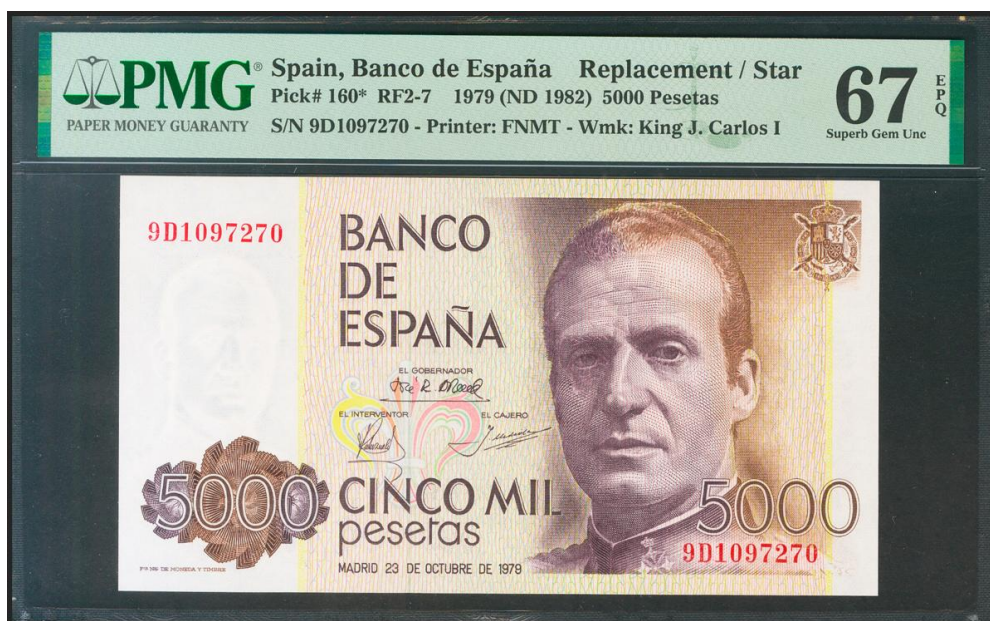 PMG® Spain, Banco de España Replacement / Star 67 EPQ
Pick# 160* RF2-7 1979 (ND 1982) 5000 Pesetas
PAPER MONEY GUARANTY S/N 9D1097270 - Printer: FNMT - Wmk: King J. Carlos I Superb Gem Unc
9D1097270
BANCO
DE
ESPAÑA
EL GOBERNADOR
EL INTERVENTOR EL CAJERO
5000 CINCO MIL 5000
pesetas
9D1097270
MADRID 23 DE OCTUBRE DE 1979